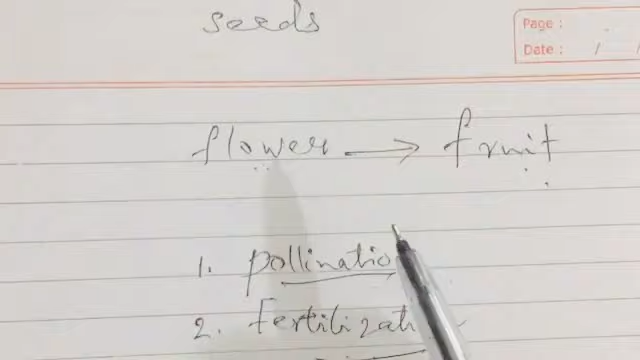 seeds
Page :
Date : / /
flower → fruit
1. pollinatio
2. Fertilizati